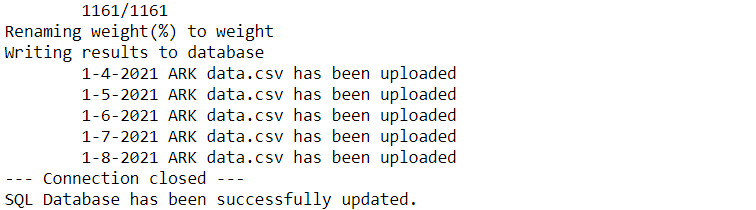 1161/1161
Renaming weight(%) to weight
Writing results to database
1-4-2021 ARK data.csv has been uploaded
1-5-2021 ARK data.csv has been uploaded
1-6-2021 ARK data.csv has been uploaded
1-7-2021 ARK data.csv has been uploaded
1-8-2021 ARK data.csv has been uploaded
--- Connection closed ---
SQL Database has been successfully updated.